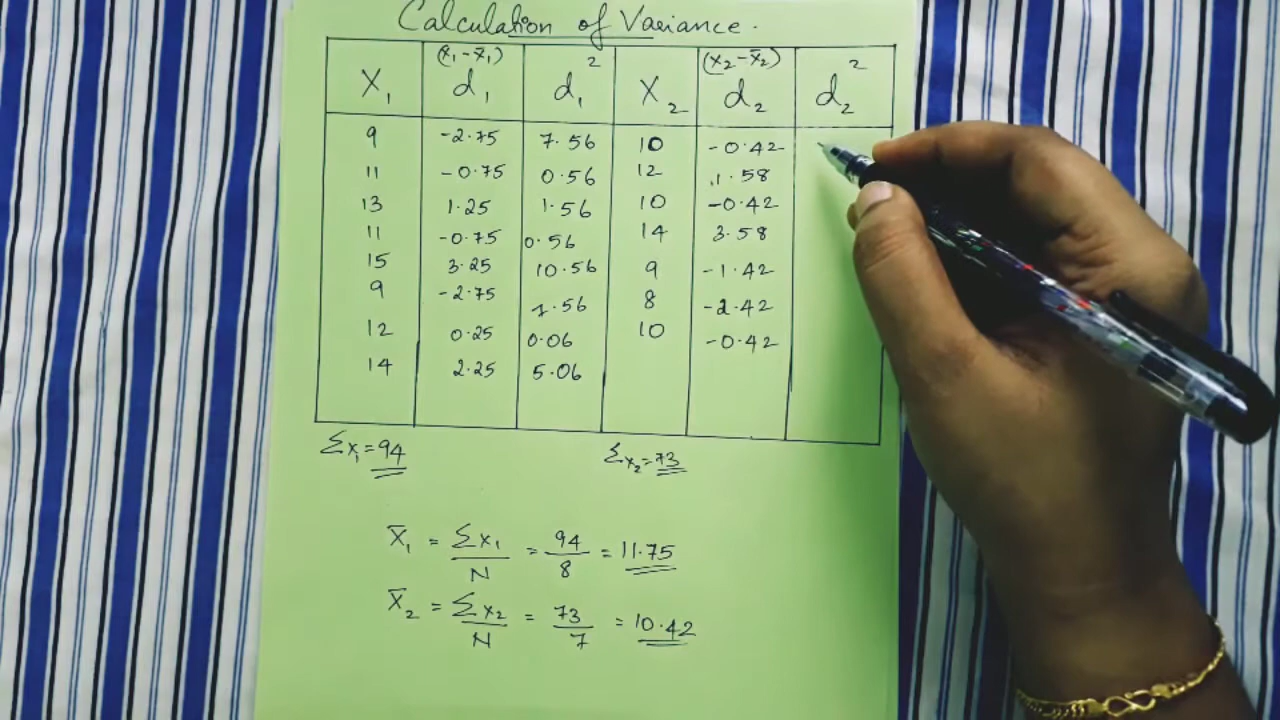 Calculation of Variance.
X₁ (x₁-x̄₁) d₁ d₁² X₂ (x₂-x̄₂) d₂ d₂²
9 -2.75 7.56 10 -0.42
11 -0.75 0.56 12 1.58
13 1.25 1.56 10 -0.42
11 -0.75 0.56 14 3.58
15 3.25 10.56 9 -1.42
9 -2.75 7.56 8 -2.42
12 0.25 0.06 10 -0.42
14 2.25 5.06
Σx₁=94 Σx₂=73
X̄₁ = Σx₁/N = 94/8 = 11.75
X̄₂ = Σx₂/N = 73/7 = 10.42